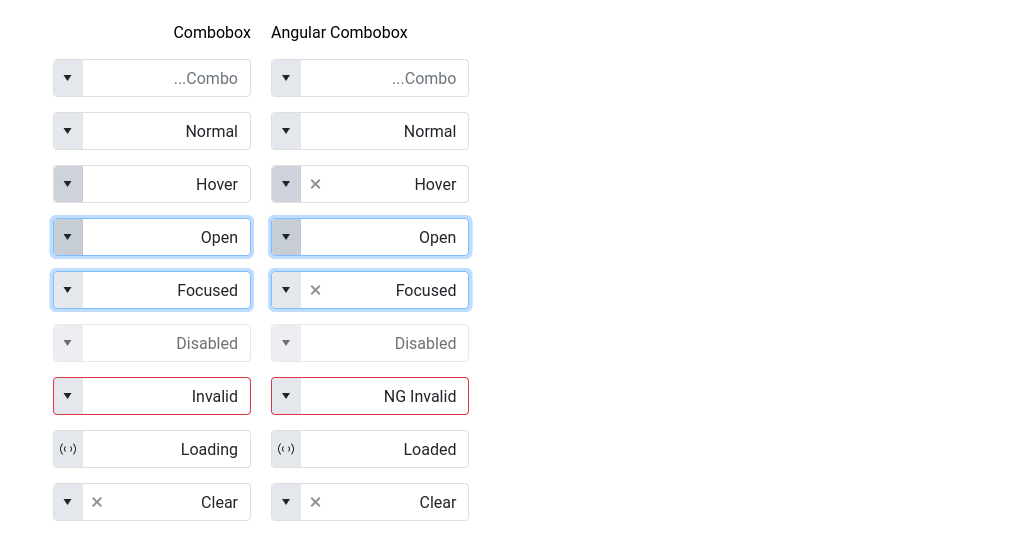 Combobox Angular Combobox
...Combo ...Combo
Normal Normal
Hover Hover
Open Open
Focused Focused
Disabled Disabled
Invalid NG Invalid
Loading Loaded
Clear Clear